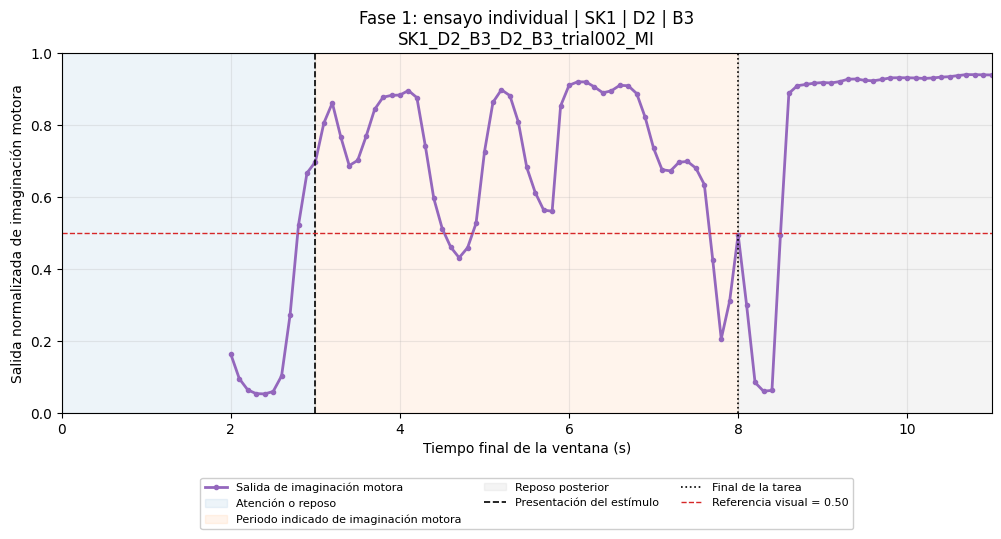 Fase 1: ensayo individual | SK1 | D2 | B3
SK1_D2_B3_D2_B3_trial002_MI
Salida normalizada de imaginación motora
1.0
0.8
0.6
0.4
0.2
0.0
0 2 4 6 8 10
Tiempo final de la ventana (s)
Salida de imaginación motora
Atención o reposo
Periodo indicado de imaginación motora
Reposo posterior
Presentación del estímulo
Final de la tarea
Referencia visual = 0.50